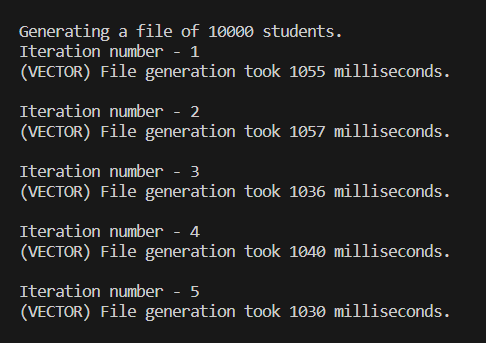 Generating a file of 10000 students.
Iteration number - 1
(VECTOR) File generation took 1055 milliseconds.
Iteration number - 2
(VECTOR) File generation took 1057 milliseconds.
Iteration number - 3
(VECTOR) File generation took 1036 milliseconds.
Iteration number - 4
(VECTOR) File generation took 1040 milliseconds.
Iteration number - 5
(VECTOR) File generation took 1030 milliseconds.